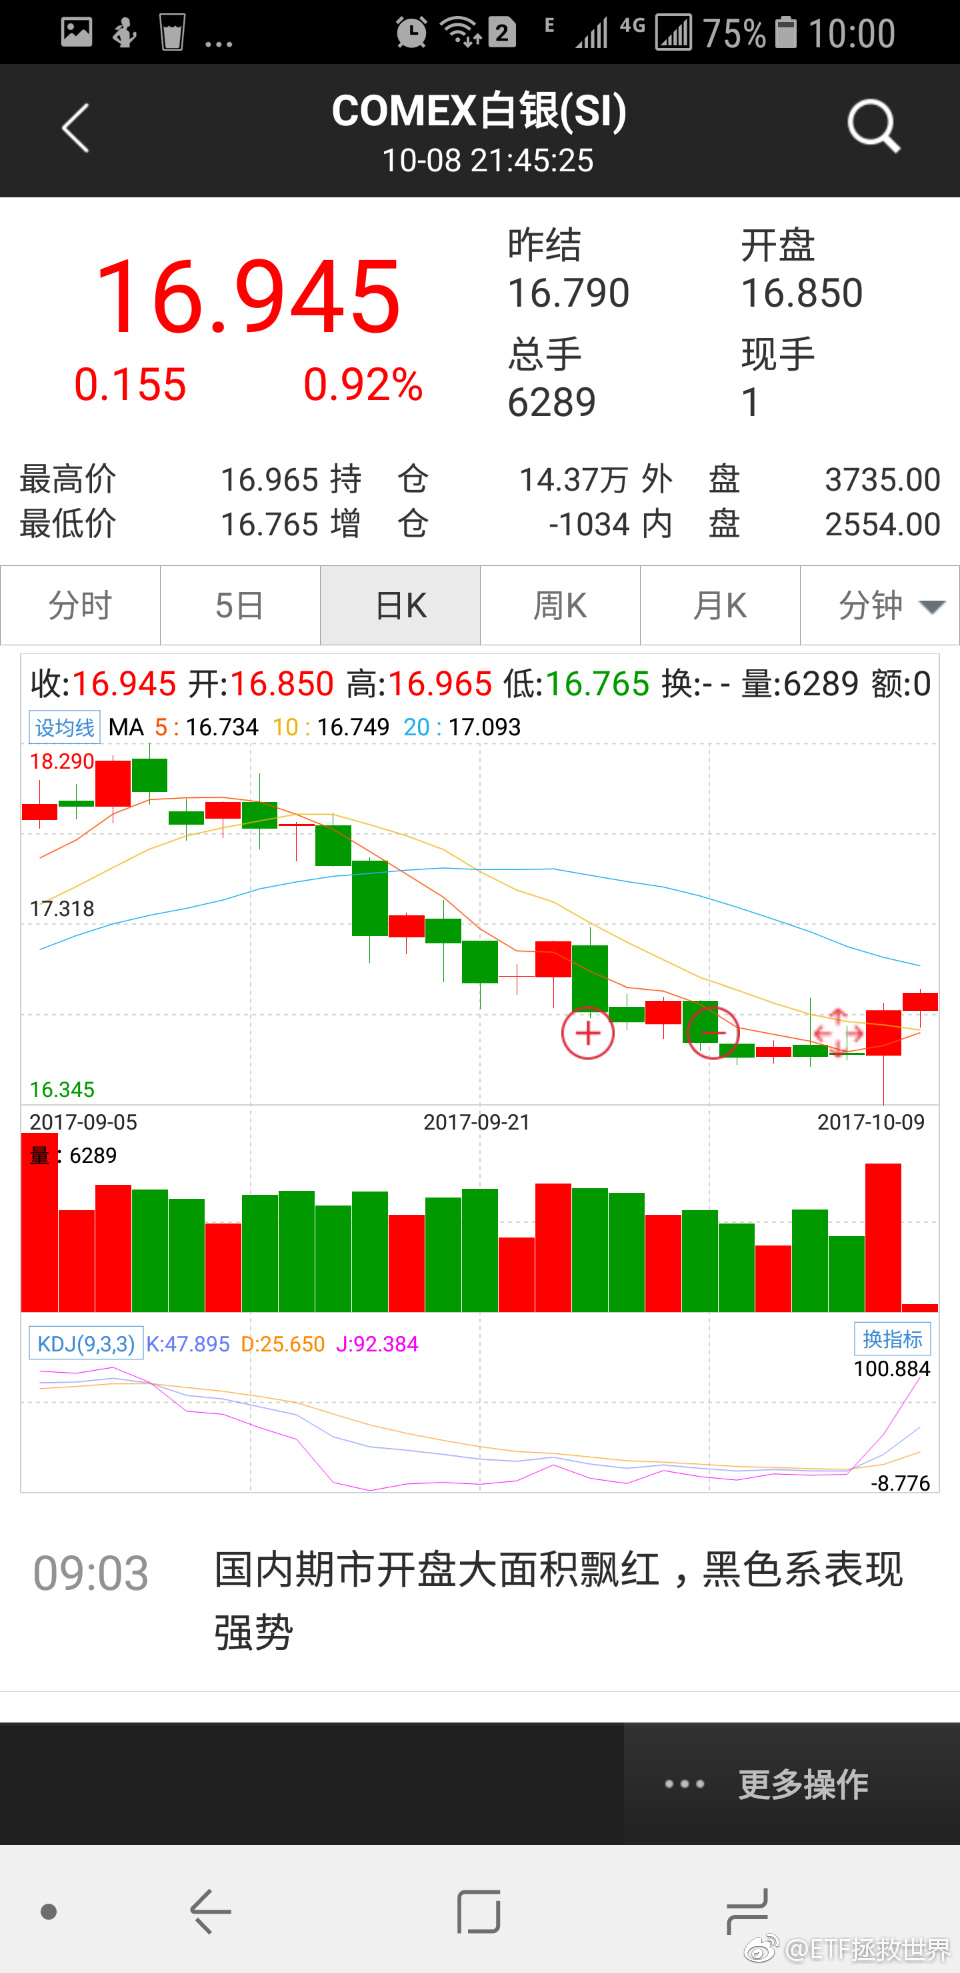 ... 2 E 4G 75% 10:00
COMEX白银(SI)
10-08 21:45:25
16.945
0.155 0.92%
昨结 开盘
16.790 16.850
总手 现手
6289 1
最高价 16.965 持 仓 14.37万 外 盘 3735.00
最低价 16.765 增 仓 -1034 内 盘 2554.00
分时 5日 日K 周K 月K 分钟
收:16.945 开:16.850 高:16.965 低:16.765 换:- - 量:6289 额:0
设均线 MA 5:16.734 10:16.749 20:17.093
18.290
17.318
16.345
2017-09-05 2017-09-21 2017-10-09
量:6289
KDJ(9,3,3) K:47.895 D:25.650 J:92.384 换指标
100.884
-8.776
09:03 国内期市开盘大面积飘红，黑色系表现
强势
... 更多操作
@ETF拯救世界